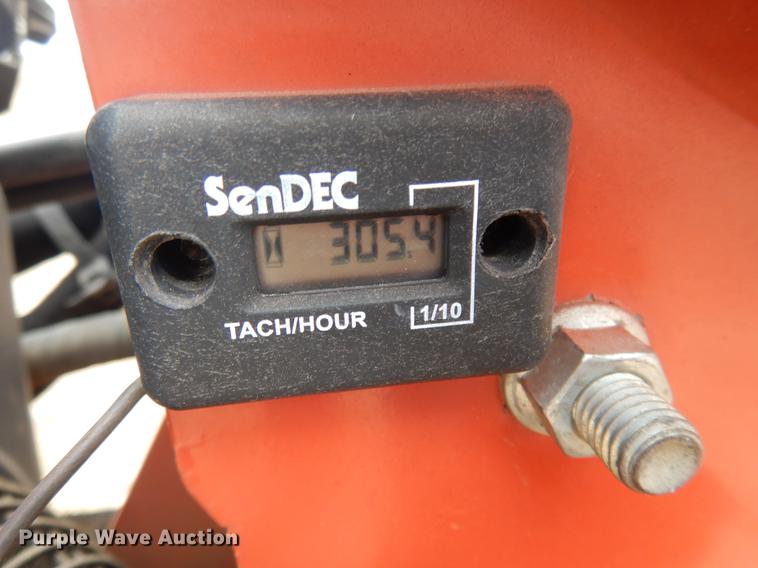 SenDEC
305.4
TACH/HOUR
1/10
Purple Wave Auction